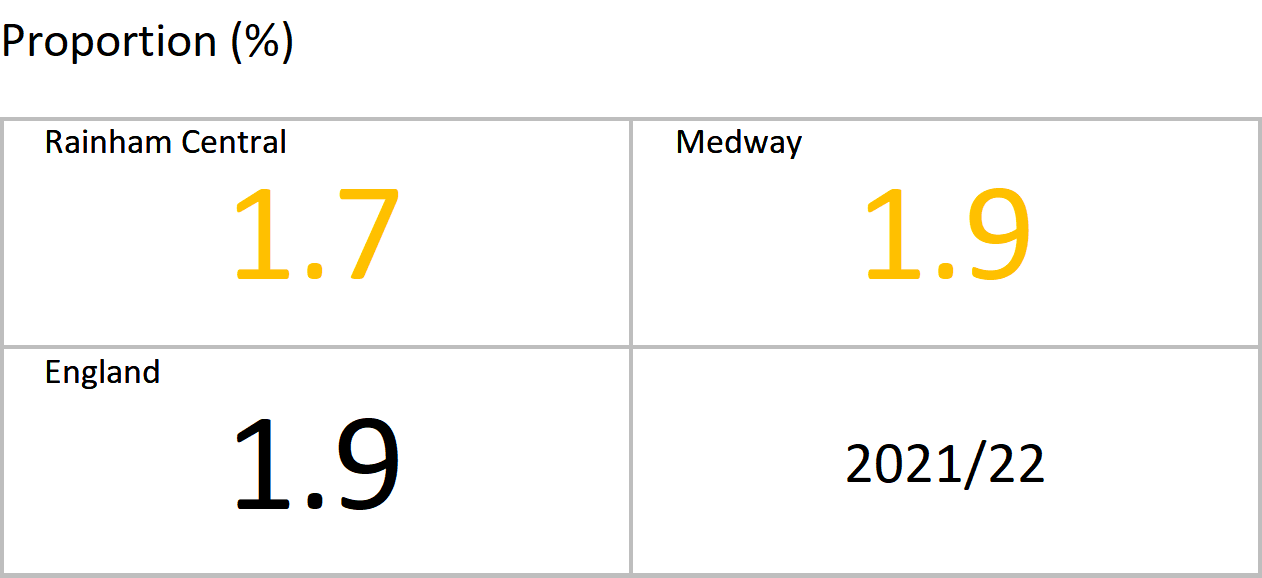 Proportion (%)
Rainham Central
1.7
Medway
1.9
England
1.9
2021/22